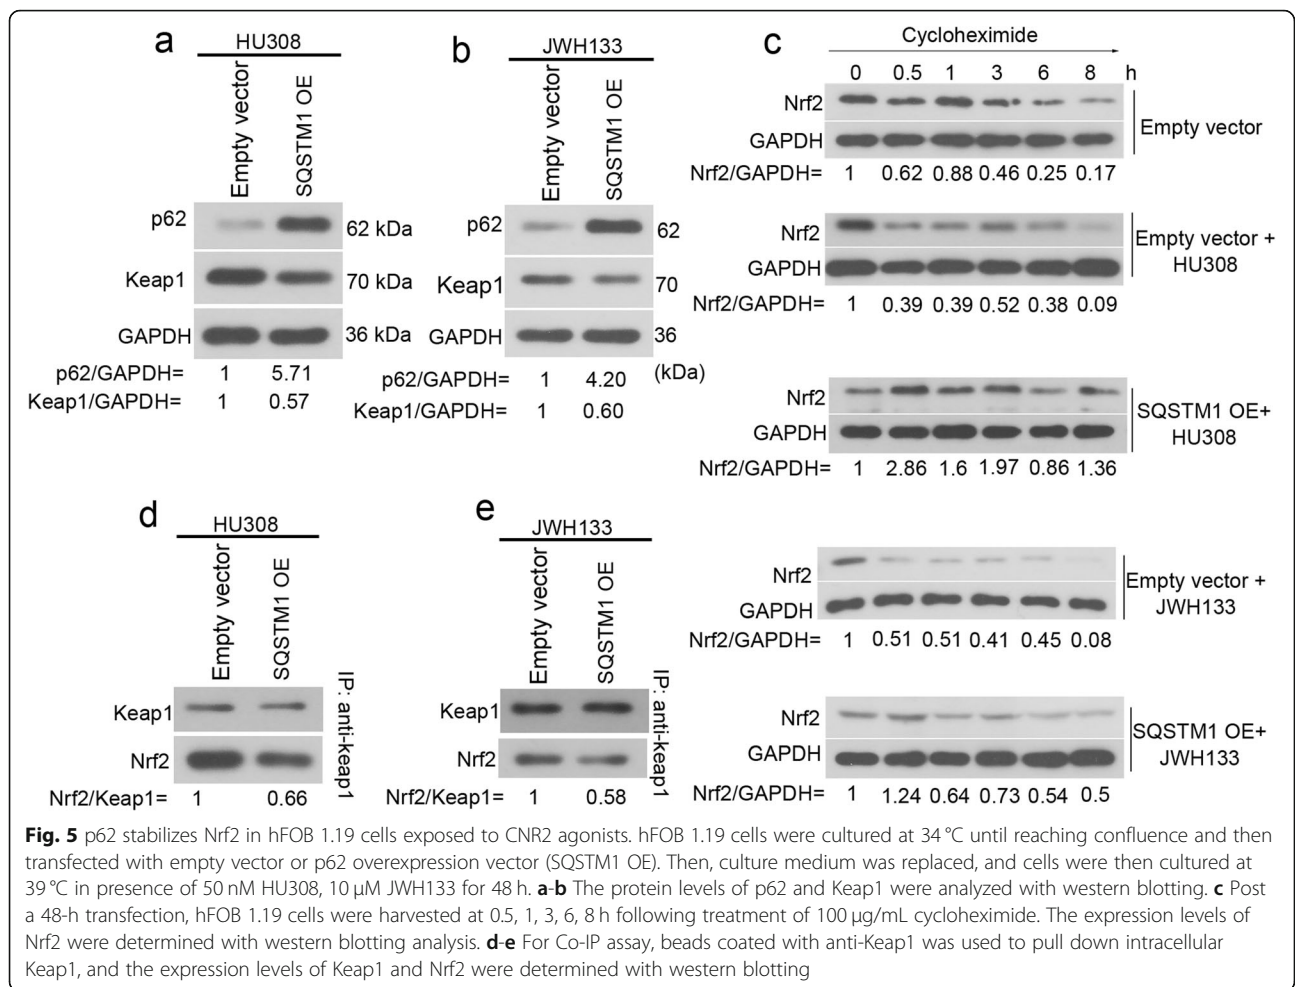 a
HU308
Empty vector
SQSTM1 OE
p62
62 kDa
Keap1
70 kDa
GAPDH
36 kDa
p62/GAPDH= 1 5.71
Keap1/GAPDH= 1 0.57
b
JWH133
Empty vector
SQSTM1 OE
p62
62
Keap1
70
GAPDH
36
(kDa)
p62/GAPDH= 1 4.20
Keap1/GAPDH= 1 0.60
c
Cycloheximide
0 0.5 1 3 6 8 h
Nrf2
GAPDH
Empty vector
Nrf2/GAPDH= 1 0.62 0.88 0.46 0.25 0.17
Nrf2
GAPDH
Empty vector +
HU308
Nrf2/GAPDH= 1 0.39 0.39 0.52 0.38 0.09
Nrf2
GAPDH
SQSTM1 OE+
HU308
Nrf2/GAPDH= 1 2.86 1.6 1.97 0.86 1.36
Nrf2
GAPDH
Empty vector +
JWH133
Nrf2/GAPDH= 1 0.51 0.51 0.41 0.45 0.08
Nrf2
GAPDH
SQSTM1 OE+
JWH133
Nrf2/GAPDH= 1 1.24 0.64 0.73 0.54 0.5
d
HU308
Empty vector
SQSTM1 OE
Keap1
Nrf2
IP: anti-keap1
Nrf2/Keap1= 1 0.66
e
JWH133
Empty vector
SQSTM1 OE
Keap1
Nrf2
IP: anti-keap1
Nrf2/Keap1= 1 0.58
Fig. 5 p62 stabilizes Nrf2 in hFOB 1.19 cells exposed to CNR2 agonists. hFOB 1.19 cells were cultured at 34 °C until reaching confluence and then
transfected with empty vector or p62 overexpression vector (SQSTM1 OE). Then, culture medium was replaced, and cells were then cultured at
39 °C in presence of 50 nM HU308, 10 μM JWH133 for 48 h. a-b The protein levels of p62 and Keap1 were analyzed with western blotting. c Post
a 48-h transfection, hFOB 1.19 cells were harvested at 0.5, 1, 3, 6, 8 h following treatment of 100 μg/mL cycloheximide. The expression levels of
Nrf2 were determined with western blotting analysis. d-e For Co-IP assay, beads coated with anti-Keap1 was used to pull down intracellular
Keap1, and the expression levels of Keap1 and Nrf2 were determined with western blotting